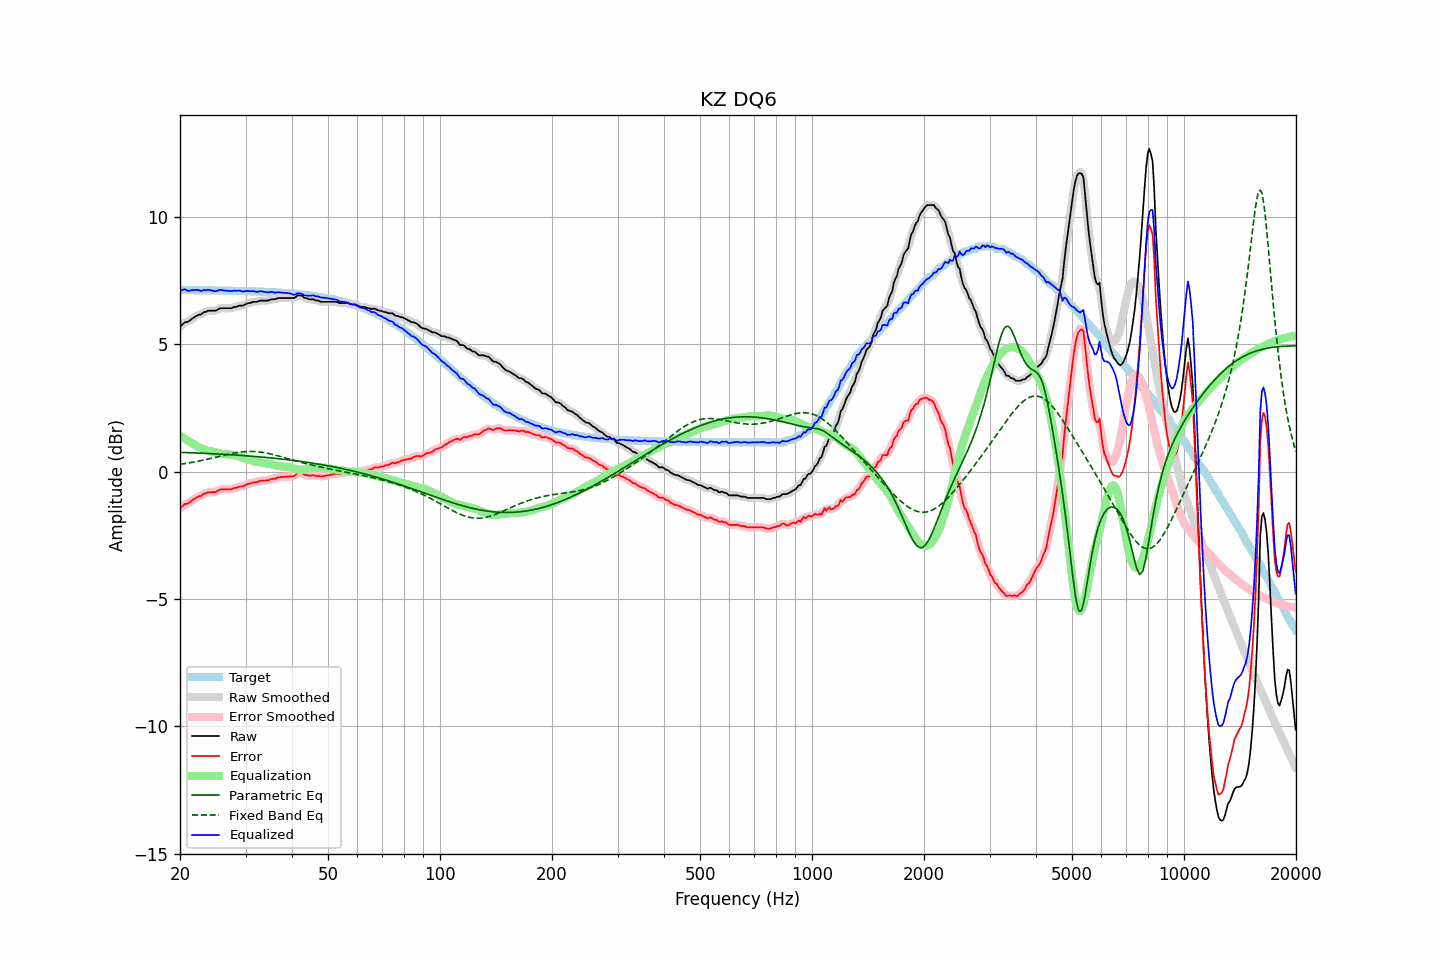 KZ DQ6
Amplitude (dBr)
10
5
0
−5
−10
−15
Target
Raw Smoothed
Error Smoothed
Raw
Error
Equalization
Parametric Eq
Fixed Band Eq
Equalized
20 50 100 200 500 1000 2000 5000 10000 20000
Frequency (Hz)